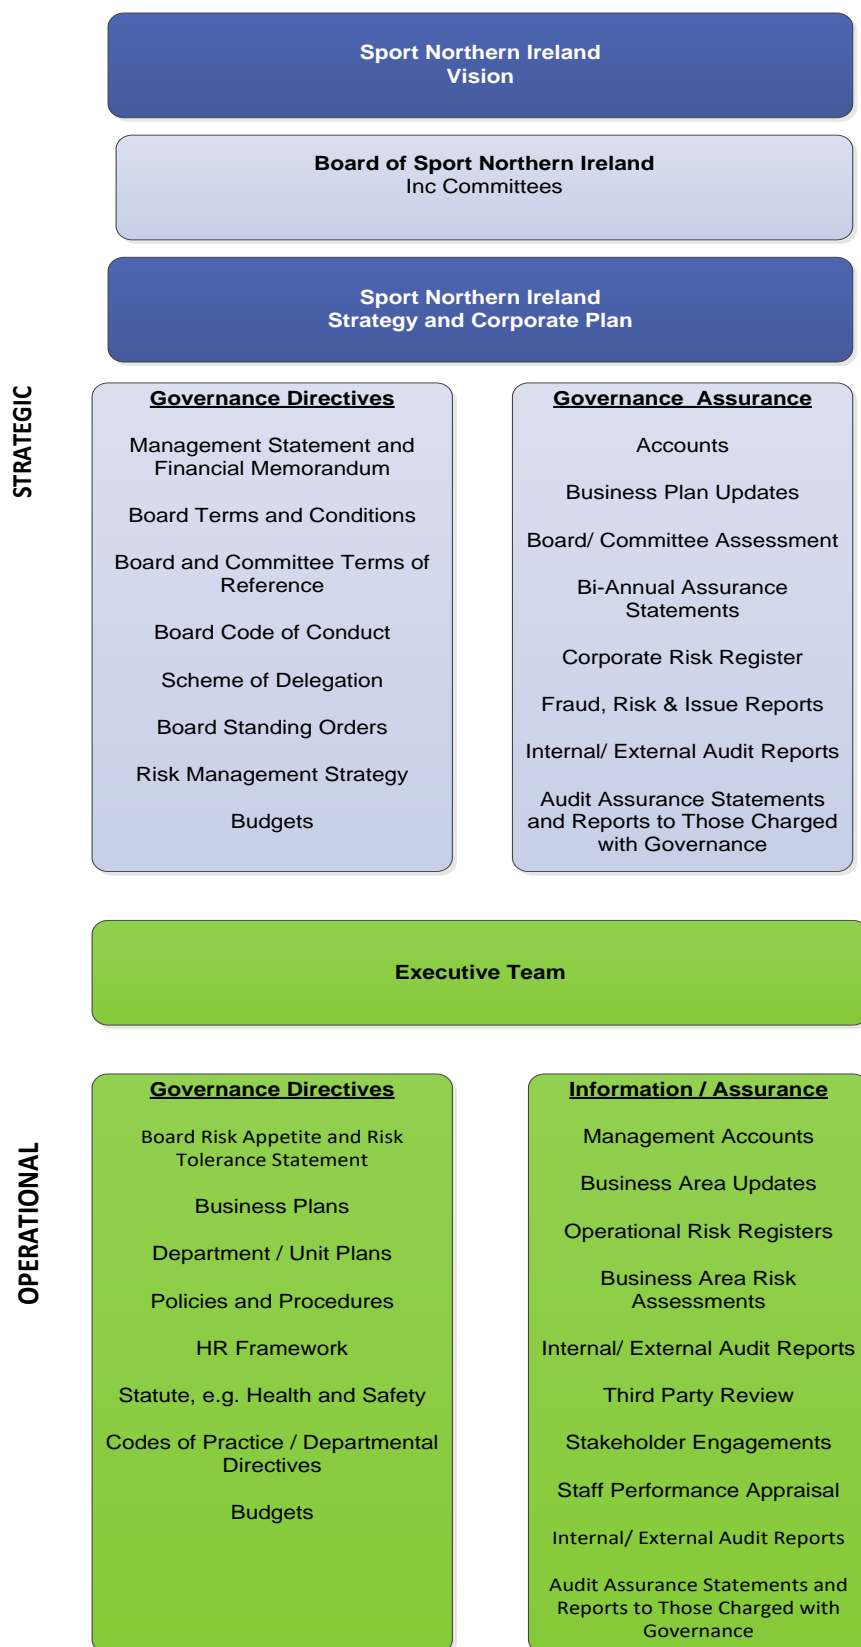 Sport Northern Ireland
Vision
Board of Sport Northern Ireland
Inc Committees
Sport Northern Ireland
Strategy and Corporate Plan
STRATEGIC
Governance Directives
Management Statement and
Financial Memorandum
Board Terms and Conditions
Board and Committee Terms of
Reference
Board Code of Conduct
Scheme of Delegation
Board Standing Orders
Risk Management Strategy
Budgets
Governance Assurance
Accounts
Business Plan Updates
Board/ Committee Assessment
Bi-Annual Assurance
Statements
Corporate Risk Register
Fraud, Risk & Issue Reports
Internal/ External Audit Reports
Audit Assurance Statements
and Reports to Those Charged
with Governance
Executive Team
OPERATIONAL
Governance Directives
Board Risk Appetite and Risk
Tolerance Statement
Business Plans
Department / Unit Plans
Policies and Procedures
HR Framework
Statute, e.g. Health and Safety
Codes of Practice / Departmental
Directives
Budgets
Information / Assurance
Management Accounts
Business Area Updates
Operational Risk Registers
Business Area Risk
Assessments
Internal/ External Audit Reports
Third Party Review
Stakeholder Engagements
Staff Performance Appraisal
Internal/ External Audit Reports
Audit Assurance Statements and
Reports to Those Charged with
Governance